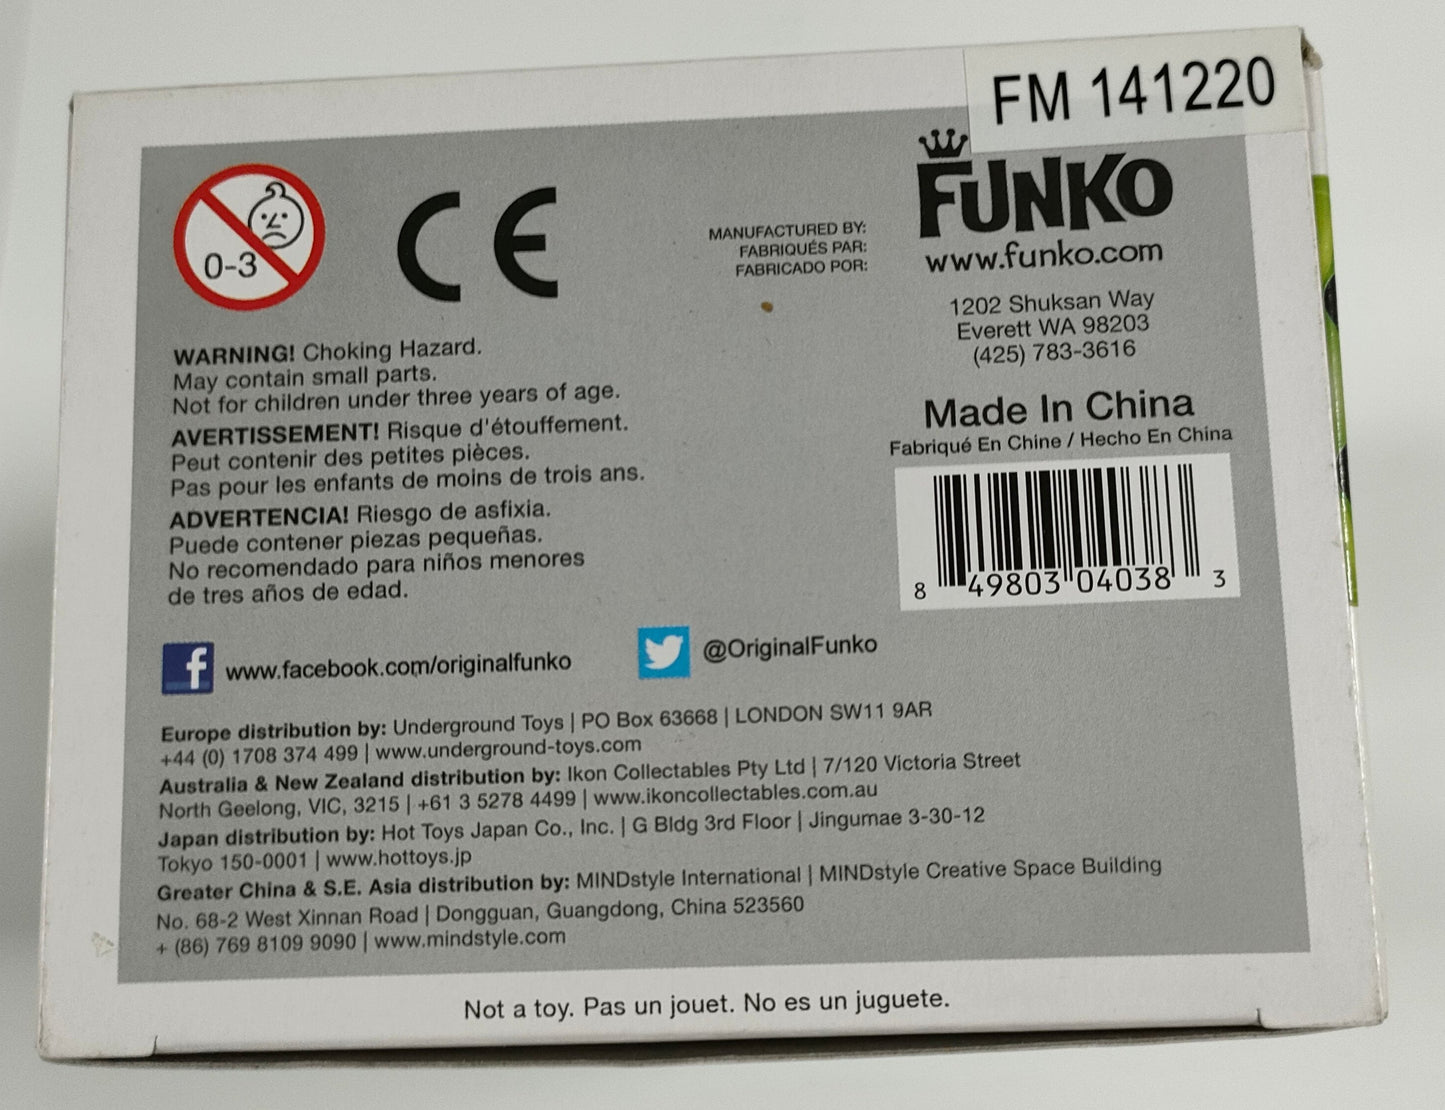 FM 141220
0-3
CE
MANUFACTURED BY:
FABRIQUÉS PAR:
FABRICADO POR:
FUNKO
www.funko.com
1202 Shuksan Way
Everett WA 98203
(425) 783-3616
Made In China
Fabriqué En Chine / Hecho En China
8 49803 04038 3
WARNING! Choking Hazard.
May contain small parts.
Not for children under three years of age.
AVERTISSEMENT! Risque d'étouffement.
Peut contenir des petites pièces.
Pas pour les enfants de moins de trois ans.
ADVERTENCIA! Riesgo de asfixia.
Puede contener piezas pequeñas.
No recomendado para niños menores
de tres años de edad.
f www.facebook.com/originalfunko
@OriginalFunko
Europe distribution by: Underground Toys | PO Box 63668 | LONDON SW11 9AR
+44 (0) 1708 374 499 | www.underground-toys.com
Australia & New Zealand distribution by: Ikon Collectables Pty Ltd | 7/120 Victoria Street
North Geelong, VIC, 3215 | +61 3 5278 4499 | www.ikoncollectables.com.au
Japan distribution by: Hot Toys Japan Co., Inc. | G Bldg 3rd Floor | Jingumae 3-30-12
Tokyo 150-0001 | www.hottoys.jp
Greater China & S.E. Asia distribution by: MINDstyle International | MINDstyle Creative Space Building
No. 68-2 West Xinnan Road | Dongguan, Guangdong, China 523560
+ (86) 769 8109 9090 | www.mindstyle.com
Not a toy. Pas un jouet. No es un juguete.